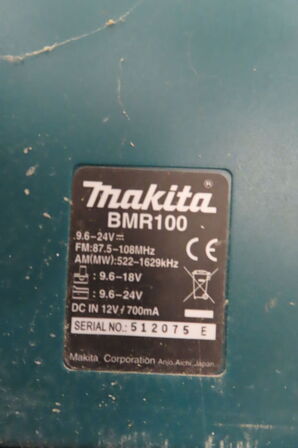 makita®
BMR100
9.6-24V⎓
FM:87.5-108MHz
AM(MW):522-1629kHz
CE
: 9.6-18V
: 9.6-24V
DC IN 12V⎓/700mA
SERIAL NO.: 512075 E
Makita Corporation Anjo,Aichi,Japan